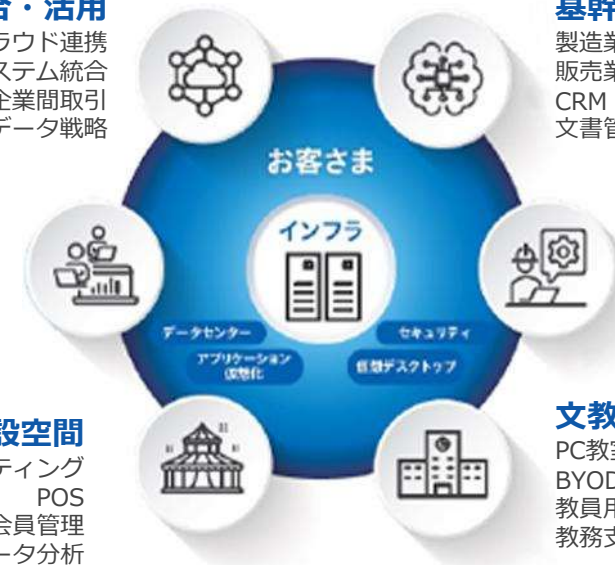 合・活用
ラウド連携
ステム統合
企業間取引
データ戦略
基幹
製造業
販売業
CRM
文書管
お客さま
インフラ
データセンター
セキュリティ
アプリケーション
仮想化
仮想デスクトップ
設空間
ティング
POS
会員管理
ータ分析
文教
PC教室
BYOD
教員用
教務支